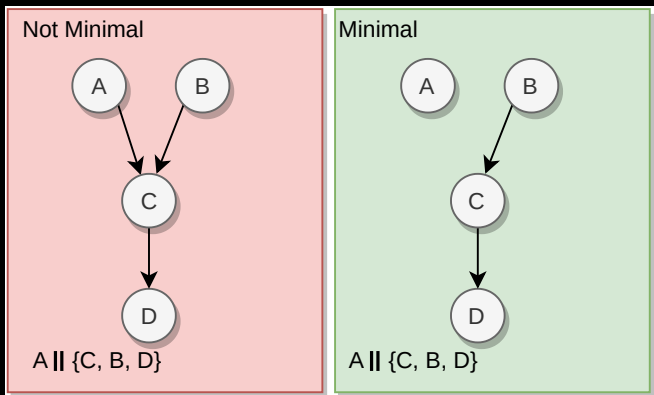 Not Minimal
A
B
C
D
A || {C, B, D}
Minimal
A
B
C
D
A || {C, B, D}